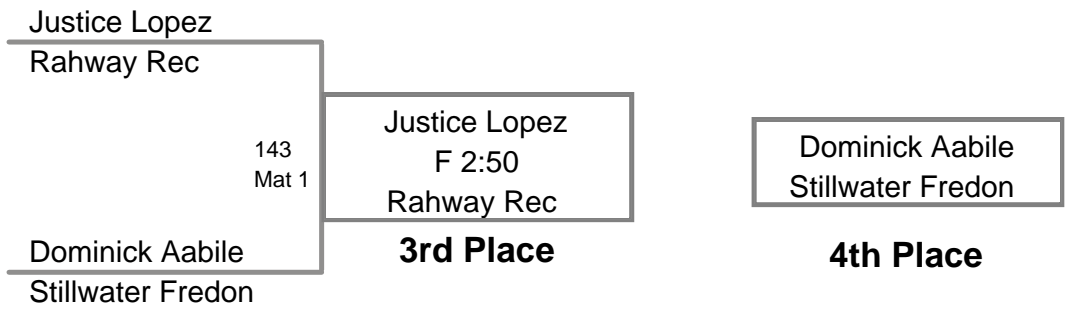 Justice Lopez
Rahway Rec
143
Mat 1
Dominick Aabile
Stillwater Fredon
Justice Lopez
F 2:50
Rahway Rec
3rd Place
Dominick Aabile
Stillwater Fredon
4th Place